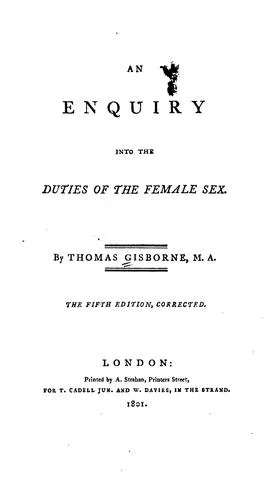 AN
ENQUIRY
INTO THE
DUTIES OF THE FEMALE SEX.
By THOMAS GISBORNE, M. A.
THE FIFTH EDITION, CORRECTED.
LONDON:
Printed by A. Strahan, Printers Street,
FOR T. CADELL JUN. AND W. DAVIES, IN THE STRAND.
1801.